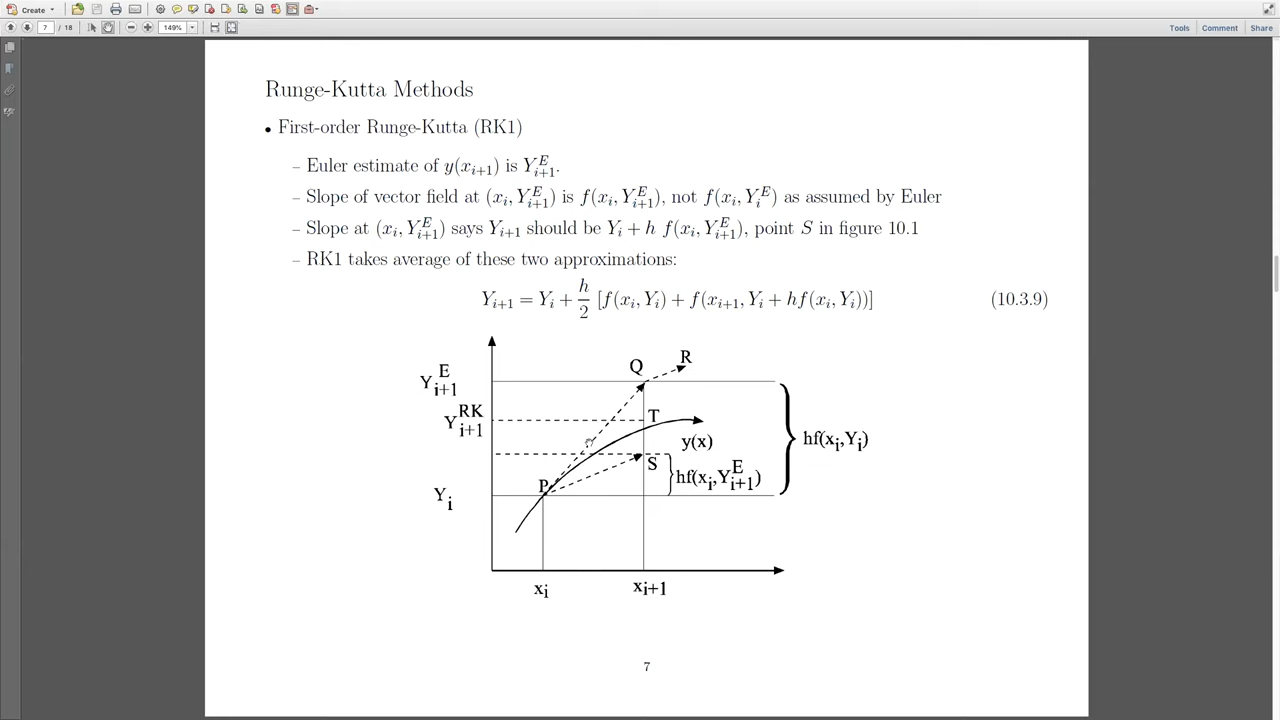 Create
7 / 18
149%
Tools Comment Share
Runge-Kutta Methods
• First-order Runge-Kutta (RK1)
– Euler estimate of y(x_{i+1}) is Y^E_{i+1}.
– Slope of vector field at (x_i, Y^E_{i+1}) is f(x_i, Y^E_{i+1}), not f(x_i, Y^E_i) as assumed by Euler
– Slope at (x_i, Y^E_{i+1}) says Y_{i+1} should be Y_i + h f(x_i, Y^E_{i+1}), point S in figure 10.1
– RK1 takes average of these two approximations:
Y_{i+1} = Y_i + h/2 [f(x_i, Y_i) + f(x_{i+1}, Y_i + hf(x_i, Y_i))] (10.3.9)
Q R
Y^E_{i+1}
Y^{RK}_{i+1} T
y(x) hf(x_i,Y_i)
S
P hf(x_i,Y^E_{i+1})
Y_i
x_i x_{i+1}
7